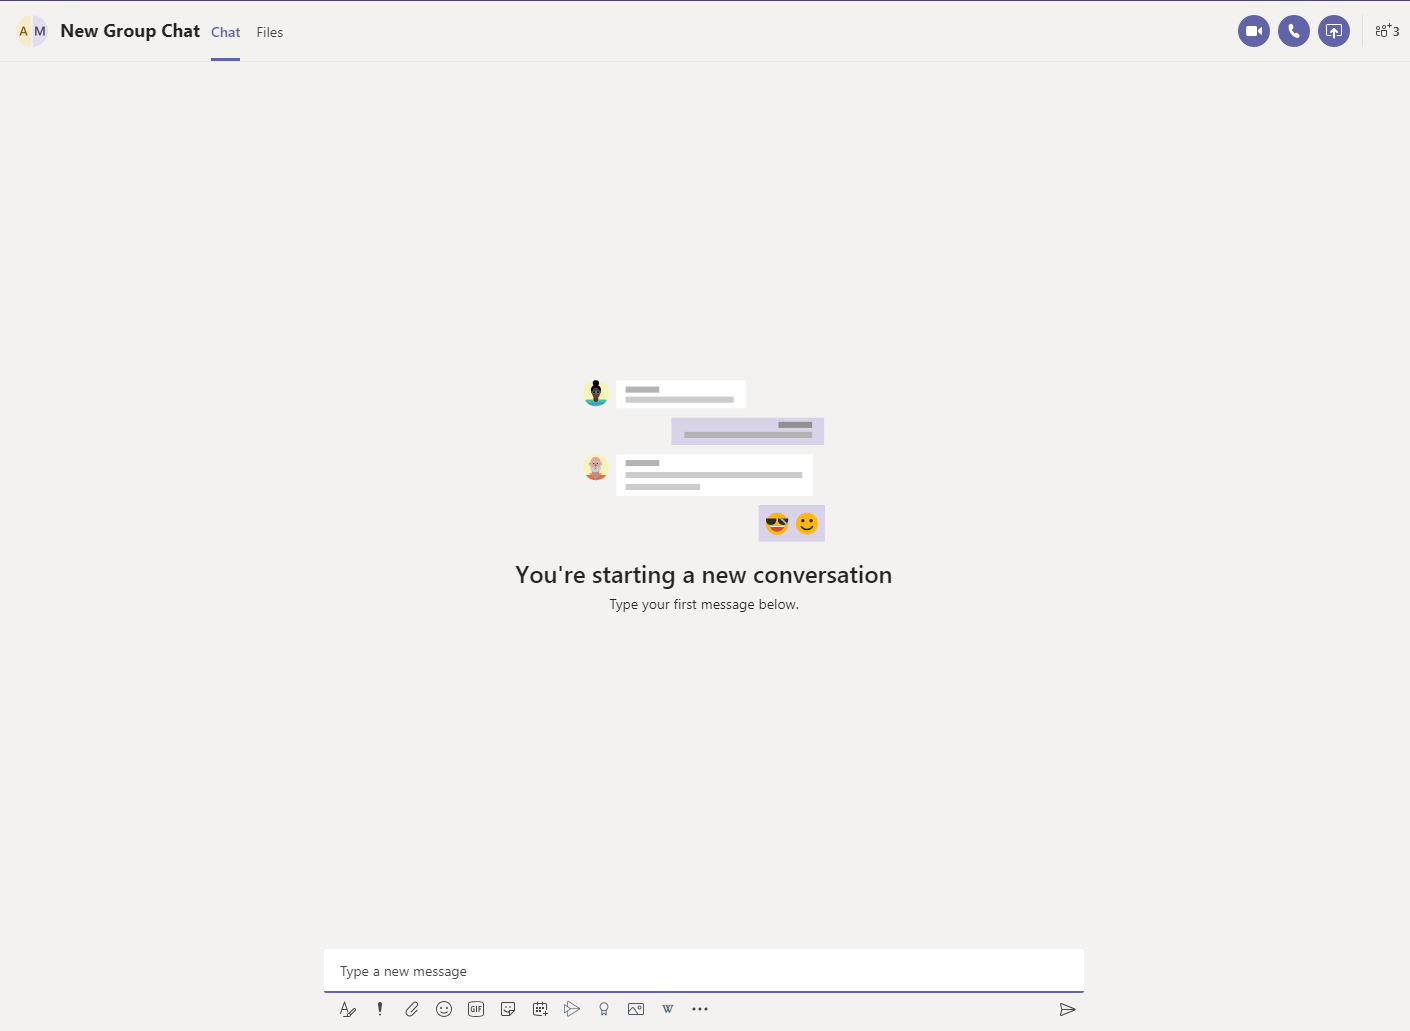 A M New Group Chat Chat Files 3
You're starting a new conversation
Type your first message below.
Type a new message
GIF W